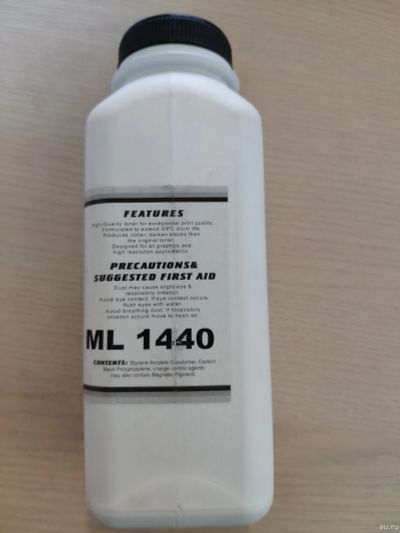 FEATURES
High-Quality toner for exceptional print quality.
Formulated to extend OPC drum life.
Produces richer, darken blacks then
the original toner.
Designed for all graphics and
high resolution applications.
PRECAUTIONS&
SUGGESTED FIRST AID
Dust may cause slight eye &
respiratory irritation.
Avoid eye contact. If eye contact occurs
flush eyes with water.
Avoid breathing dust. If respiratory
irritation occurs move to fresh air.
ML 1440
CONTENTS: Styrene Acrylate Copolymer, Carbon
Black Polypropylene, charge control agents
may also contain Magnetic Pigment.
au.ru